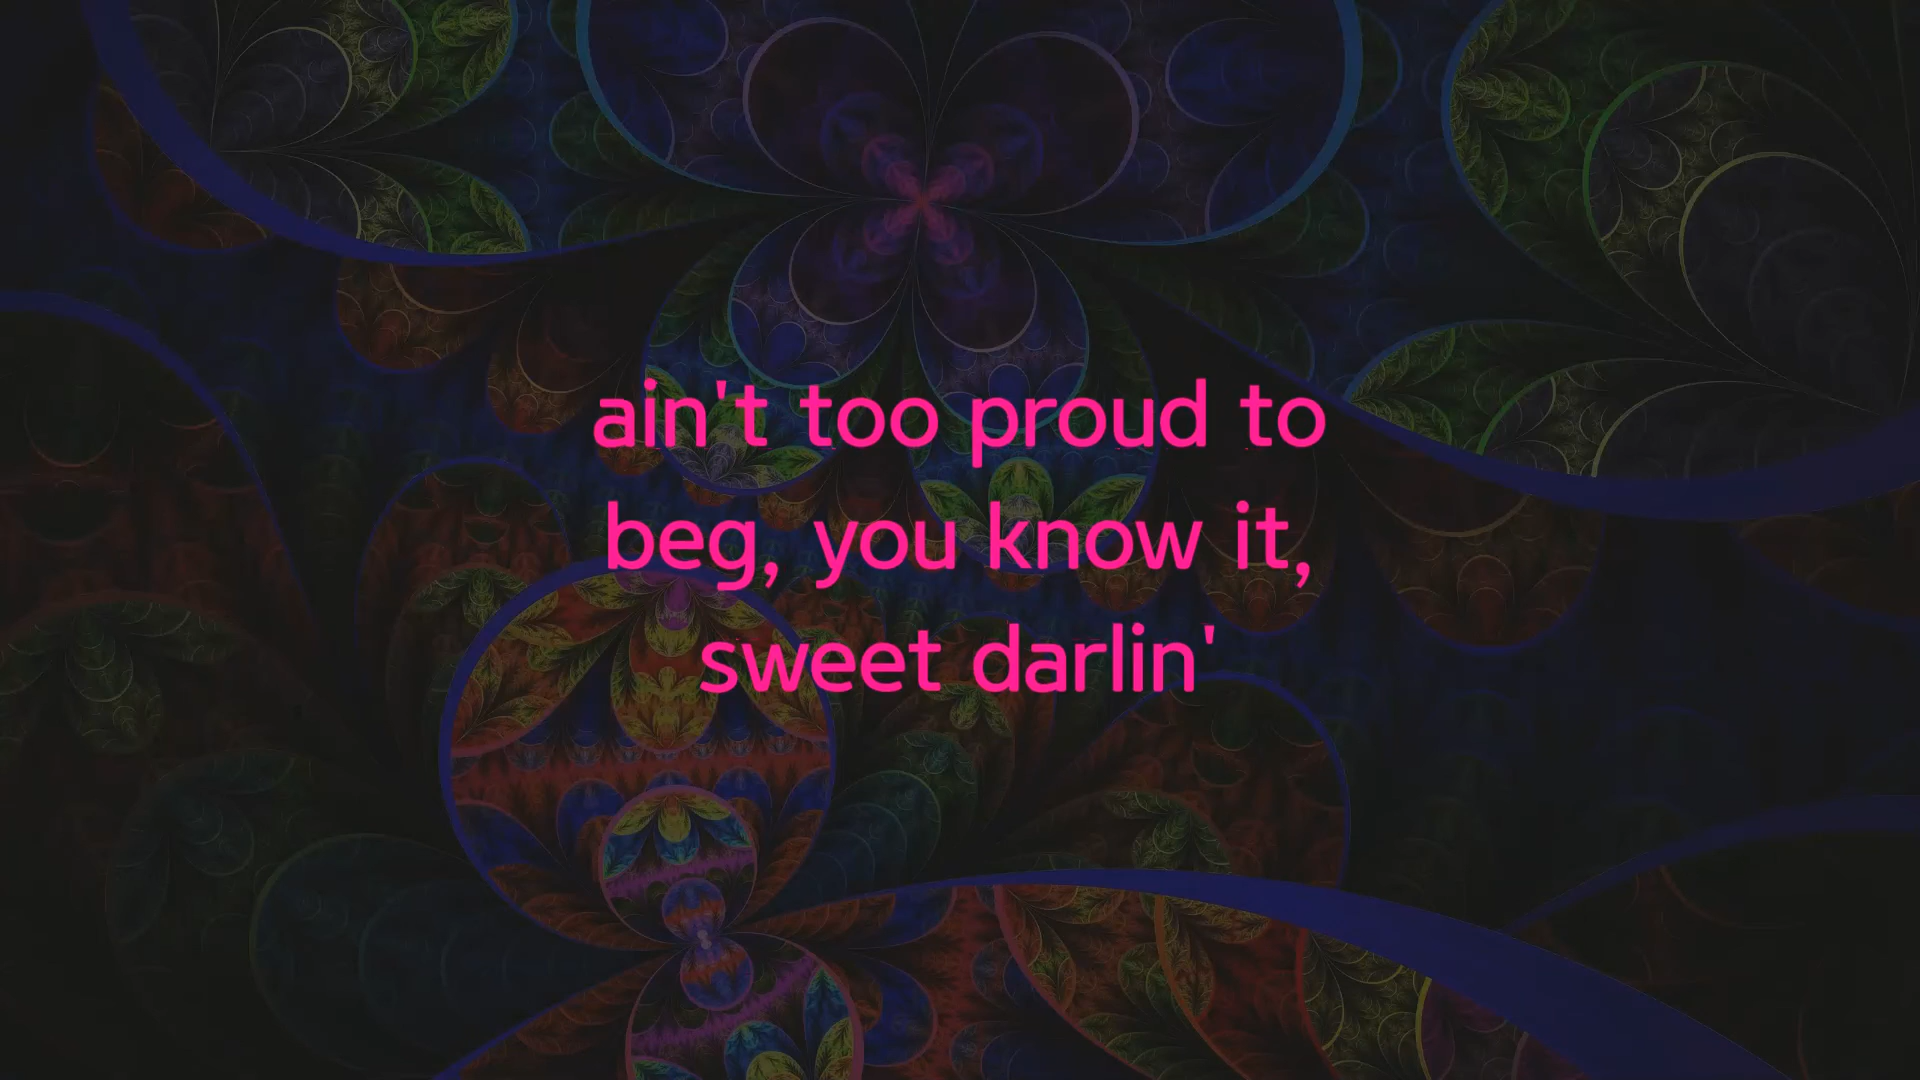 ain't too proud to
beg, you know it,
sweet darlin'